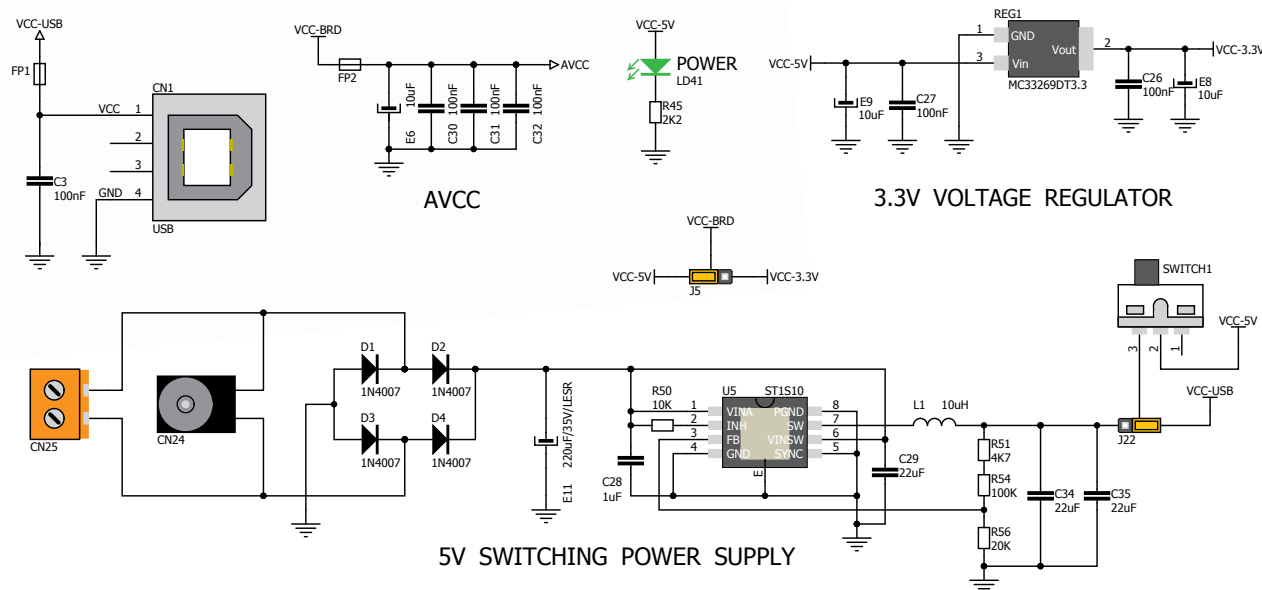 VCC-USB
FP1
VCC 1
2
3
GND 4
CN1
USB
C3
100nF
VCC-BRD
FP2
AVCC
E6 10uF
C30 100nF
C31 100nF
C32 100nF
AVCC
VCC-5V
POWER
LD41
R45
2K2
REG1
1 GND
Vout 2
3 Vin
MC33269DT3.3
VCC-5V
VCC-3.3V
E9
10uF
C27
100nF
C26
100nF
E8
10uF
3.3V VOLTAGE REGULATOR
VCC-BRD
VCC-5V
VCC-3.3V
J5
SWITCH1
3 2 1
VCC-5V
VCC-USB
J22
CN25
CN24
D1
1N4007
D2
1N4007
D3
1N4007
D4
1N4007
E11 220uF/35V/LESR
R50
10K
C28
1uF
U5 ST1S10
1 VINA PGND 8
2 INH SW 7
3 FB VINSW 6
4 GND SYNC 5
E
C29
22uF
L1 10uH
R51
4K7
R54
100K
R56
20K
C34
22uF
C35
22uF
5V SWITCHING POWER SUPPLY